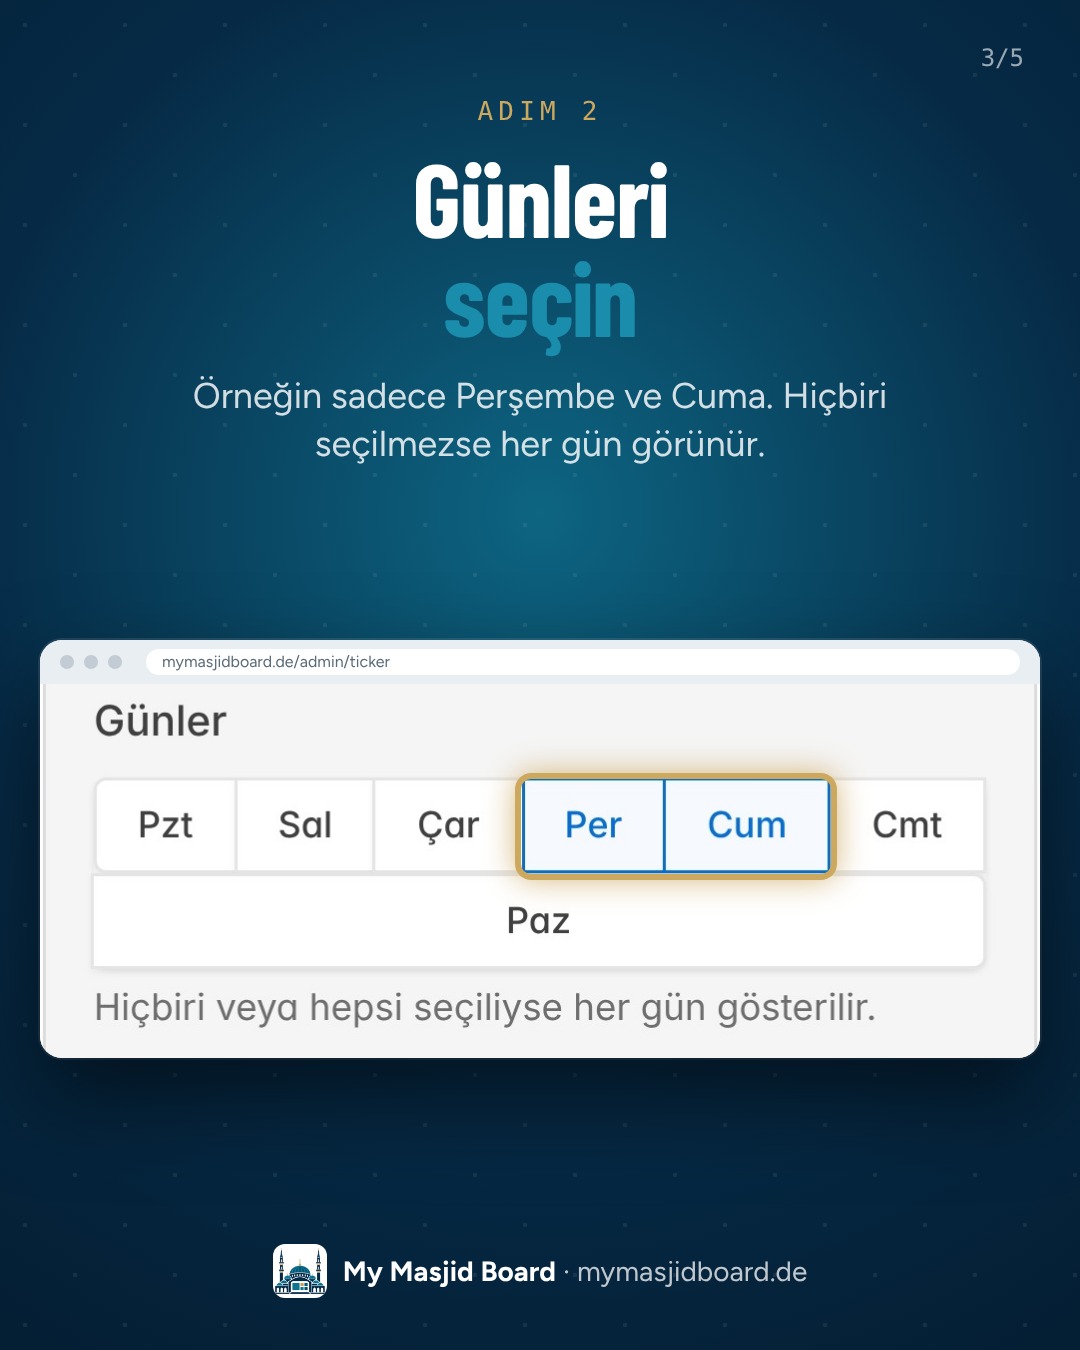 3/5
ADIM 2
Günleri
seçin
Örneğin sadece Perşembe ve Cuma. Hiçbiri
seçilmezse her gün görünür.
mymasjidboard.de/admin/ticker
Günler
Pzt Sal Çar Per Cum Cmt
Paz
Hiçbiri veya hepsi seçiliyse her gün gösterilir.
My Masjid Board · mymasjidboard.de